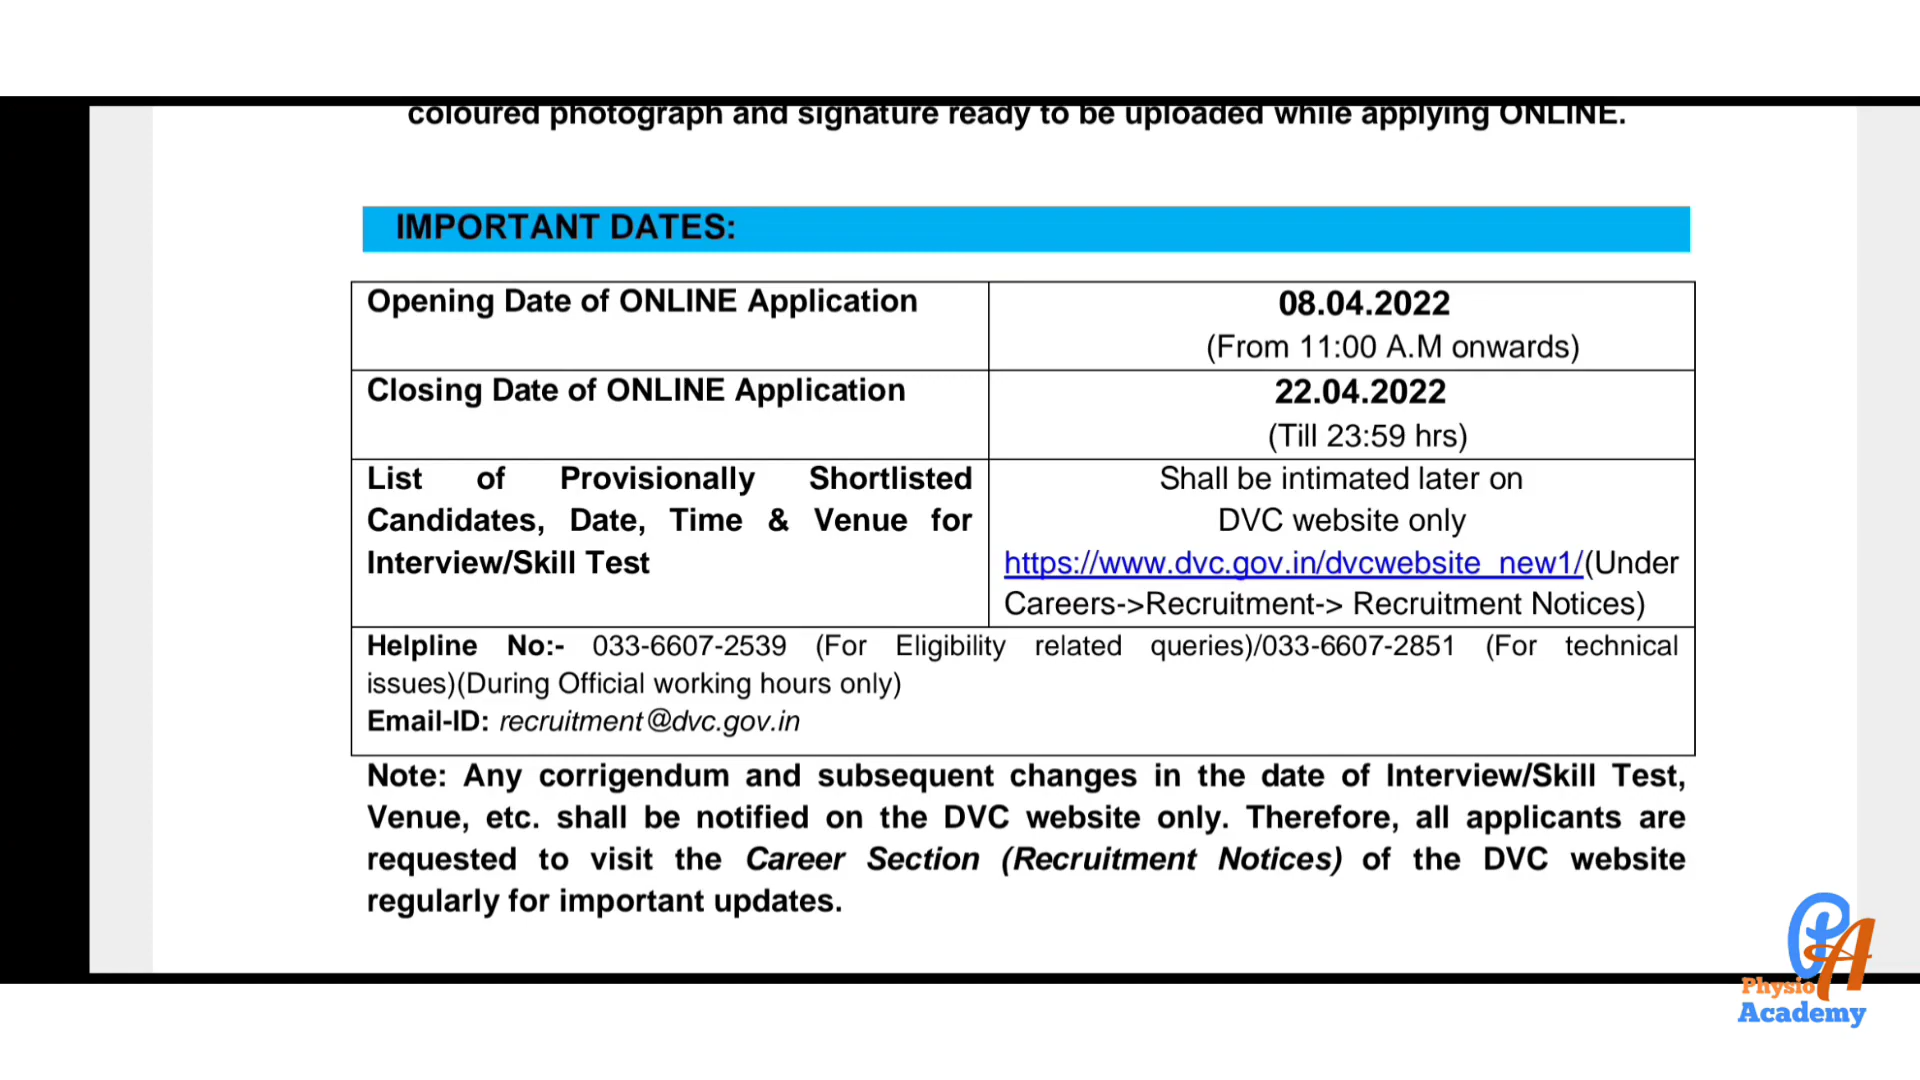 coloured photograph and signature ready to be uploaded while applying ONLINE.
IMPORTANT DATES:
Opening Date of ONLINE Application
08.04.2022
(From 11:00 A.M onwards)
Closing Date of ONLINE Application
22.04.2022
(Till 23:59 hrs)
List of Provisionally Shortlisted
Candidates, Date, Time & Venue for
Interview/Skill Test
Shall be intimated later on
DVC website only
https://www.dvc.gov.in/dvcwebsite_new1/(Under
Careers->Recruitment-> Recruitment Notices)
Helpline No:- 033-6607-2539 (For Eligibility related queries)/033-6607-2851 (For technical
issues)(During Official working hours only)
Email-ID: recruitment@dvc.gov.in
Note: Any corrigendum and subsequent changes in the date of Interview/Skill Test,
Venue, etc. shall be notified on the DVC website only. Therefore, all applicants are
requested to visit the Career Section (Recruitment Notices) of the DVC website
regularly for important updates.
PA
Physio
Academy